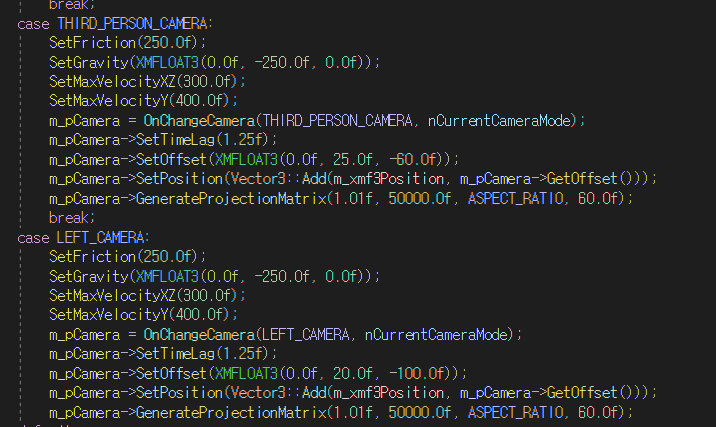 break;
case THIRD_PERSON_CAMERA:
SetFriction(250.0f);
SetGravity(XMFLOAT3(0.0f, -250.0f, 0.0f));
SetMaxVelocityXZ(300.0f);
SetMaxVelocityY(400.0f);
m_pCamera = OnChangeCamera(THIRD_PERSON_CAMERA, nCurrentCameraMode);
m_pCamera->SetTimeLag(1.25f);
m_pCamera->SetOffset(XMFLOAT3(0.0f, 25.0f, -60.0f));
m_pCamera->SetPosition(Vector3::Add(m_xmf3Position, m_pCamera->GetOffset()));
m_pCamera->GenerateProjectionMatrix(1.01f, 50000.0f, ASPECT_RATIO, 60.0f);
break;
case LEFT_CAMERA:
SetFriction(250.0f);
SetGravity(XMFLOAT3(0.0f, -250.0f, 0.0f));
SetMaxVelocityXZ(300.0f);
SetMaxVelocityY(400.0f);
m_pCamera = OnChangeCamera(LEFT_CAMERA, nCurrentCameraMode);
m_pCamera->SetTimeLag(1.25f);
m_pCamera->SetOffset(XMFLOAT3(0.0f, 20.0f, -100.0f));
m_pCamera->SetPosition(Vector3::Add(m_xmf3Position, m_pCamera->GetOffset()));
m_pCamera->GenerateProjectionMatrix(1.01f, 50000.0f, ASPECT_RATIO, 60.0f);